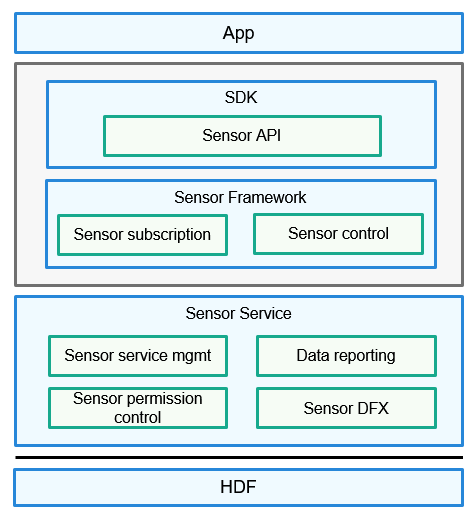 App
SDK
Sensor API
Sensor Framework
Sensor subscription
Sensor control
Sensor Service
Sensor service mgmt
Data reporting
Sensor permission
control
Sensor DFX
HDF